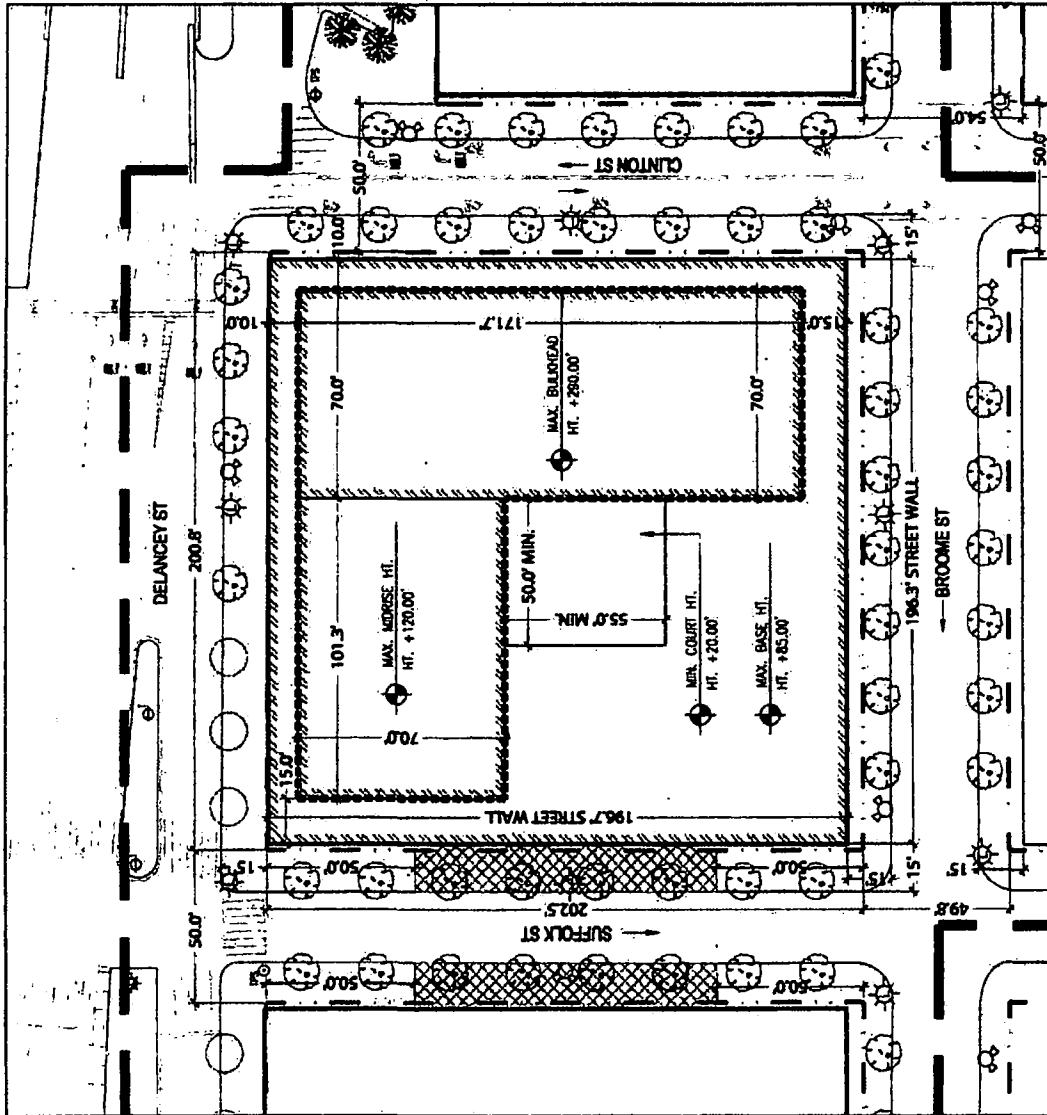 54.0'
50.0'
CLINTON ST
50.0'
10.0'
15'
DELANCEY ST
200.8'
10.0'
171.7'
15.0'
70.0'
MAX. BULKHEAD
HT. +290.00'
70.0'
101.3'
MAX. MIDRISE HT.
HT. +120.00'
50.0' MIN.
55.0' MIN.
MIN. COURT HT.
HT. +20.00'
MAX. BASE HT.
HT. +85.00'
70.0'
15.0'
196.7' STREET WALL
196.3' STREET WALL
BROOME ST
15'
50.0'
50.0'
15'
15'
15'
202.5'
49.8'
50.0'
SUFFOLK ST
TPS
50.0'
50.0'
TPS